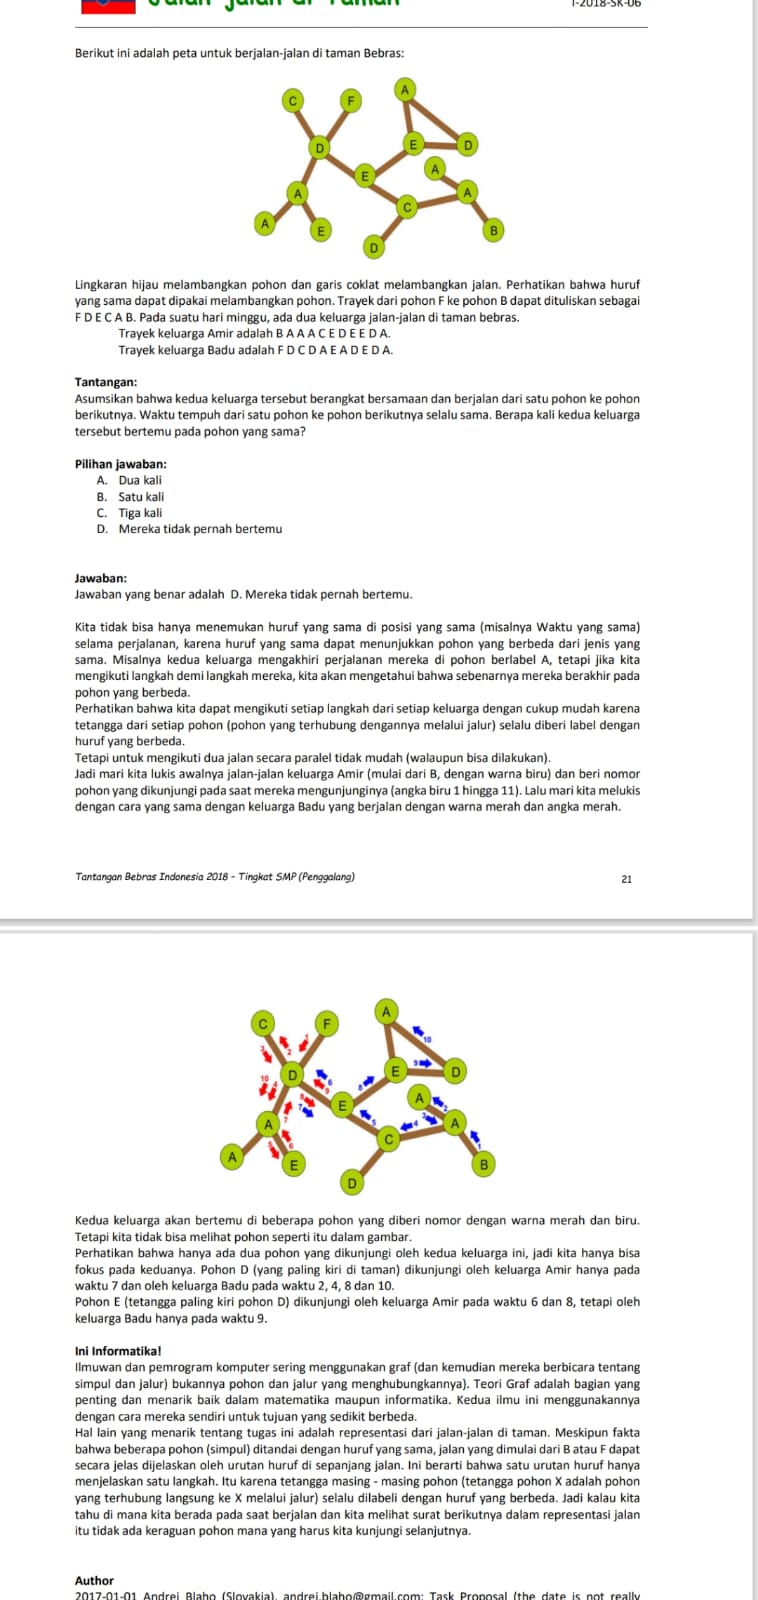 Jalan-jalan di Taman
I-2018-SK-06
Berikut ini adalah peta untuk berjalan-jalan di taman Bebras:
C F A
D E D
E A
A A
C
A E B
D
Lingkaran hijau melambangkan pohon dan garis coklat melambangkan jalan. Perhatikan bahwa huruf
yang sama dapat dipakai melambangkan pohon. Trayek dari pohon F ke pohon B dapat dituliskan sebagai
F D E C A B. Pada suatu hari minggu, ada dua keluarga jalan-jalan di taman bebras.
Trayek keluarga Amir adalah B A A A C E D E E D A.
Trayek keluarga Badu adalah F D C D A E A D E D A.
Tantangan:
Asumsikan bahwa kedua keluarga tersebut berangkat bersamaan dan berjalan dari satu pohon ke pohon
berikutnya. Waktu tempuh dari satu pohon ke pohon berikutnya selalu sama. Berapa kali kedua keluarga
tersebut bertemu pada pohon yang sama?
Pilihan jawaban:
A. Dua kali
B. Satu kali
C. Tiga kali
D. Mereka tidak pernah bertemu
Jawaban:
Jawaban yang benar adalah D. Mereka tidak pernah bertemu.
Kita tidak bisa hanya menemukan huruf yang sama di posisi yang sama (misalnya Waktu yang sama)
selama perjalanan, karena huruf yang sama dapat menunjukkan pohon yang berbeda dari jenis yang
sama. Misalnya kedua keluarga mengakhiri perjalanan mereka di pohon berlabel A, tetapi jika kita
mengikuti langkah demi langkah mereka, kita akan mengetahui bahwa sebenarnya mereka berakhir pada
pohon yang berbeda.
Perhatikan bahwa kita dapat mengikuti setiap langkah dari setiap keluarga dengan cukup mudah karena
tetangga dari setiap pohon (pohon yang terhubung dengannya melalui jalur) selalu diberi label dengan
huruf yang berbeda.
Tetapi untuk mengikuti dua jalan secara paralel tidak mudah (walaupun bisa dilakukan).
Jadi mari kita lukis awalnya jalan-jalan keluarga Amir (mulai dari B, dengan warna biru) dan beri nomor
pohon yang dikunjungi pada saat mereka mengunjunginya (angka biru 1 hingga 11). Lalu mari kita melukis
dengan cara yang sama dengan keluarga Badu yang berjalan dengan warna merah dan angka merah.
Tantangan Bebras Indonesia 2018 - Tingkat SMP (Penggalang)
21
C F A
1 2 3 10
D E D
10 4 6 9 8 9
E A 2
5 7 7 3
A 5 4 A
C
5 6 1
A E B
D
Kedua keluarga akan bertemu di beberapa pohon yang diberi nomor dengan warna merah dan biru.
Tetapi kita tidak bisa melihat pohon seperti itu dalam gambar.
Perhatikan bahwa hanya ada dua pohon yang dikunjungi oleh kedua keluarga ini, jadi kita hanya bisa
fokus pada keduanya. Pohon D (yang paling kiri di taman) dikunjungi oleh keluarga Amir hanya pada
waktu 7 dan oleh keluarga Badu pada waktu 2, 4, 8 dan 10.
Pohon E (tetangga paling kiri pohon D) dikunjungi oleh keluarga Amir pada waktu 6 dan 8, tetapi oleh
keluarga Badu hanya pada waktu 9.
Ini Informatika!
Ilmuwan dan pemrogram komputer sering menggunakan graf (dan kemudian mereka berbicara tentang
simpul dan jalur) bukannya pohon dan jalur yang menghubungkannya). Teori Graf adalah bagian yang
penting dan menarik baik dalam matematika maupun informatika. Kedua ilmu ini menggunakannya
dengan cara mereka sendiri untuk tujuan yang sedikit berbeda.
Hal lain yang menarik tentang tugas ini adalah representasi dari jalan-jalan di taman. Meskipun fakta
bahwa beberapa pohon (simpul) ditandai dengan huruf yang sama, jalan yang dimulai dari B atau F dapat
secara jelas dijelaskan oleh urutan huruf di sepanjang jalan. Ini berarti bahwa satu urutan huruf hanya
menjelaskan satu langkah. Itu karena tetangga masing - masing pohon (tetangga pohon X adalah pohon
yang terhubung langsung ke X melalui jalur) selalu dilabeli dengan huruf yang berbeda. Jadi kalau kita
tahu di mana kita berada pada saat berjalan dan kita melihat surat berikutnya dalam representasi jalan
itu tidak ada keraguan pohon mana yang harus kita kunjungi selanjutnya.
Author
2017-01-01 Andrej Blaho (Slovakia), andrej.blaho@gmail.com: Task Proposal (the date is not really